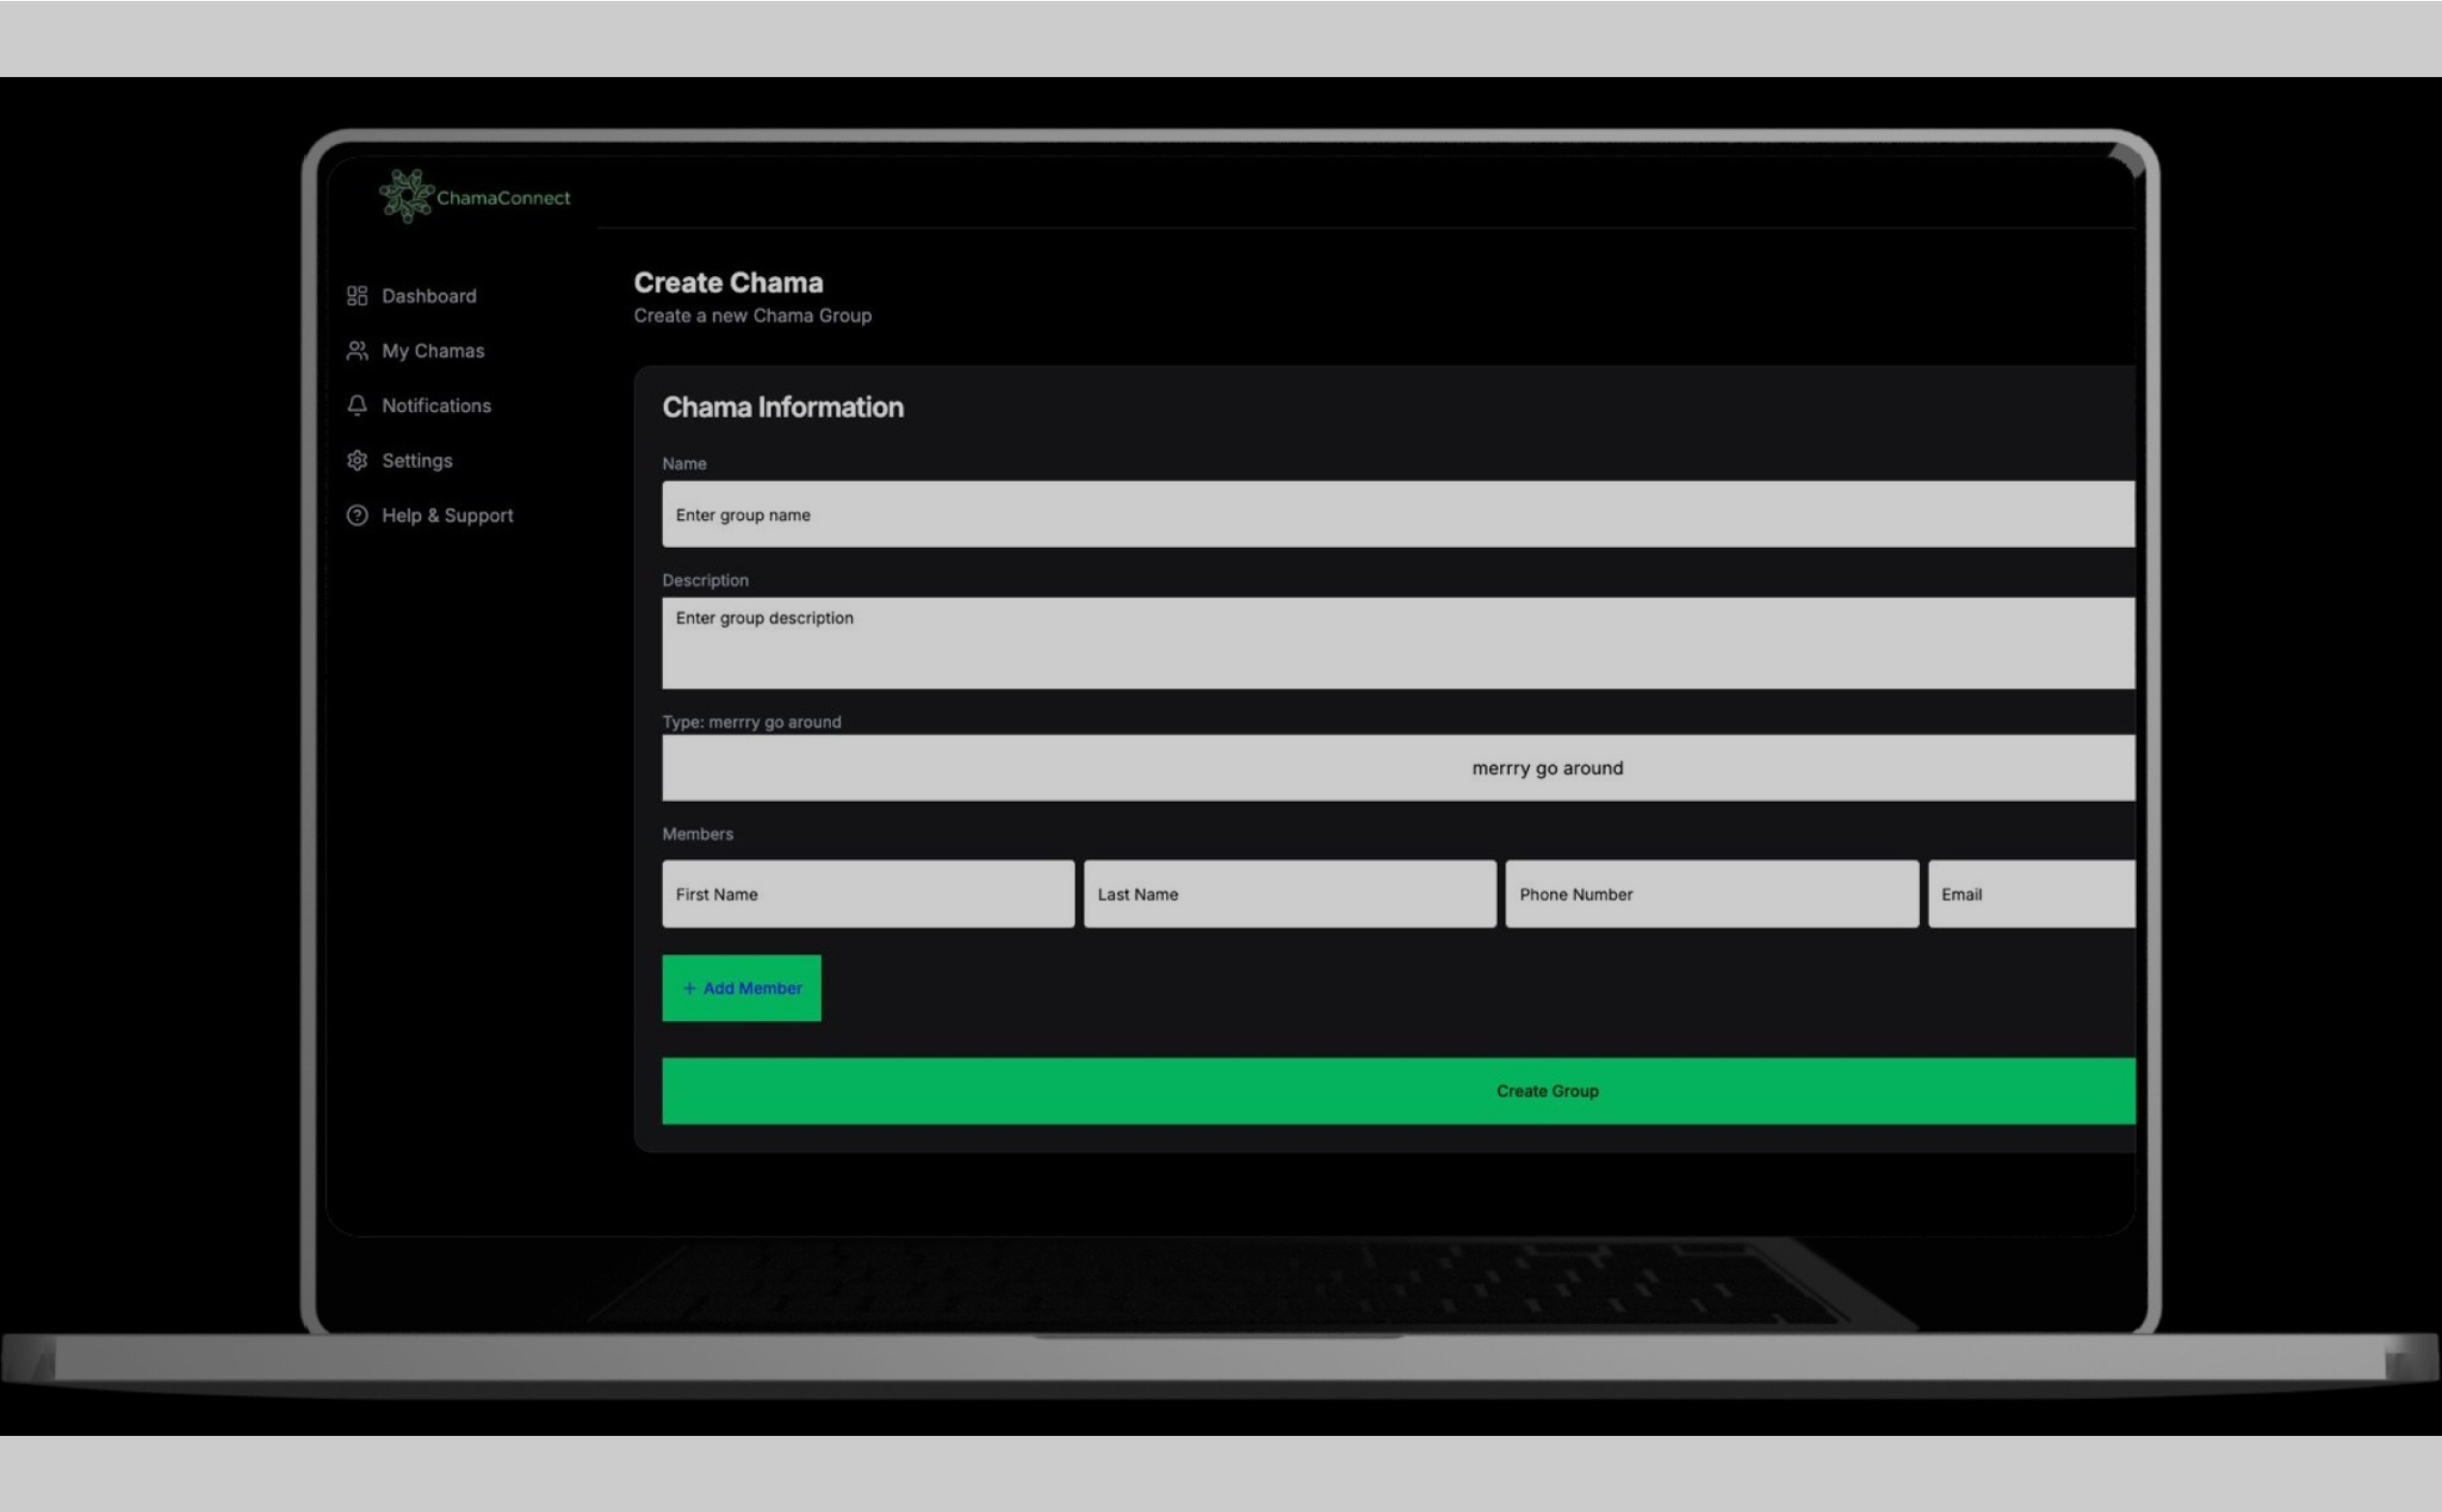 ChamaConnect
Dashboard
My Chamas
Notifications
Settings
Help & Support
Create Chama
Create a new Chama Group
Chama Information
Name
Enter group name
Description
Enter group description
Type: merrry go around
merrry go around
Members
First Name Last Name Phone Number Email
+ Add Member
Create Group